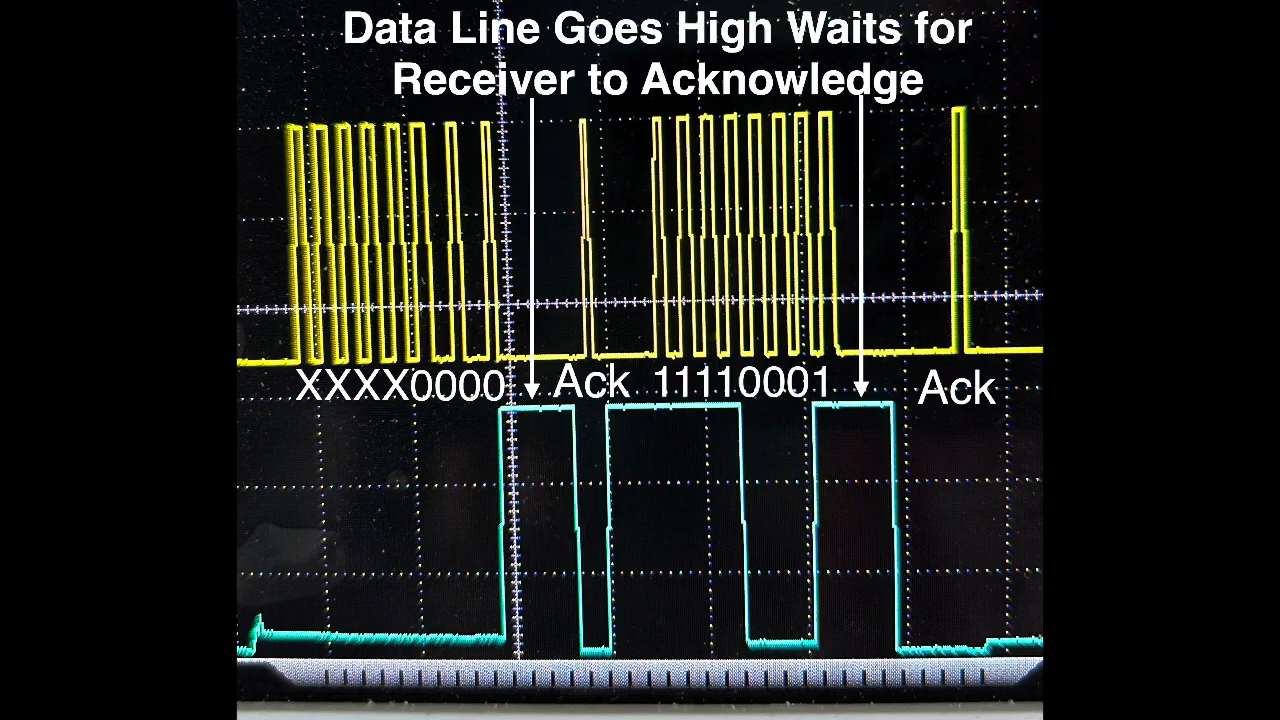 Data Line Goes High Waits for
Receiver to Acknowledge
XXXX0000 Ack 11110001 Ack